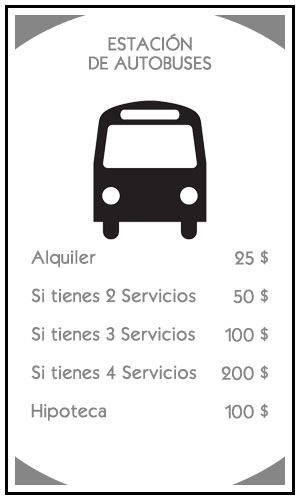 ESTACIÓN
DE AUTOBUSES
Alquiler 25 $
Si tienes 2 Servicios 50 $
Si tienes 3 Servicios 100 $
Si tienes 4 Servicios 200 $
Hipoteca 100 $